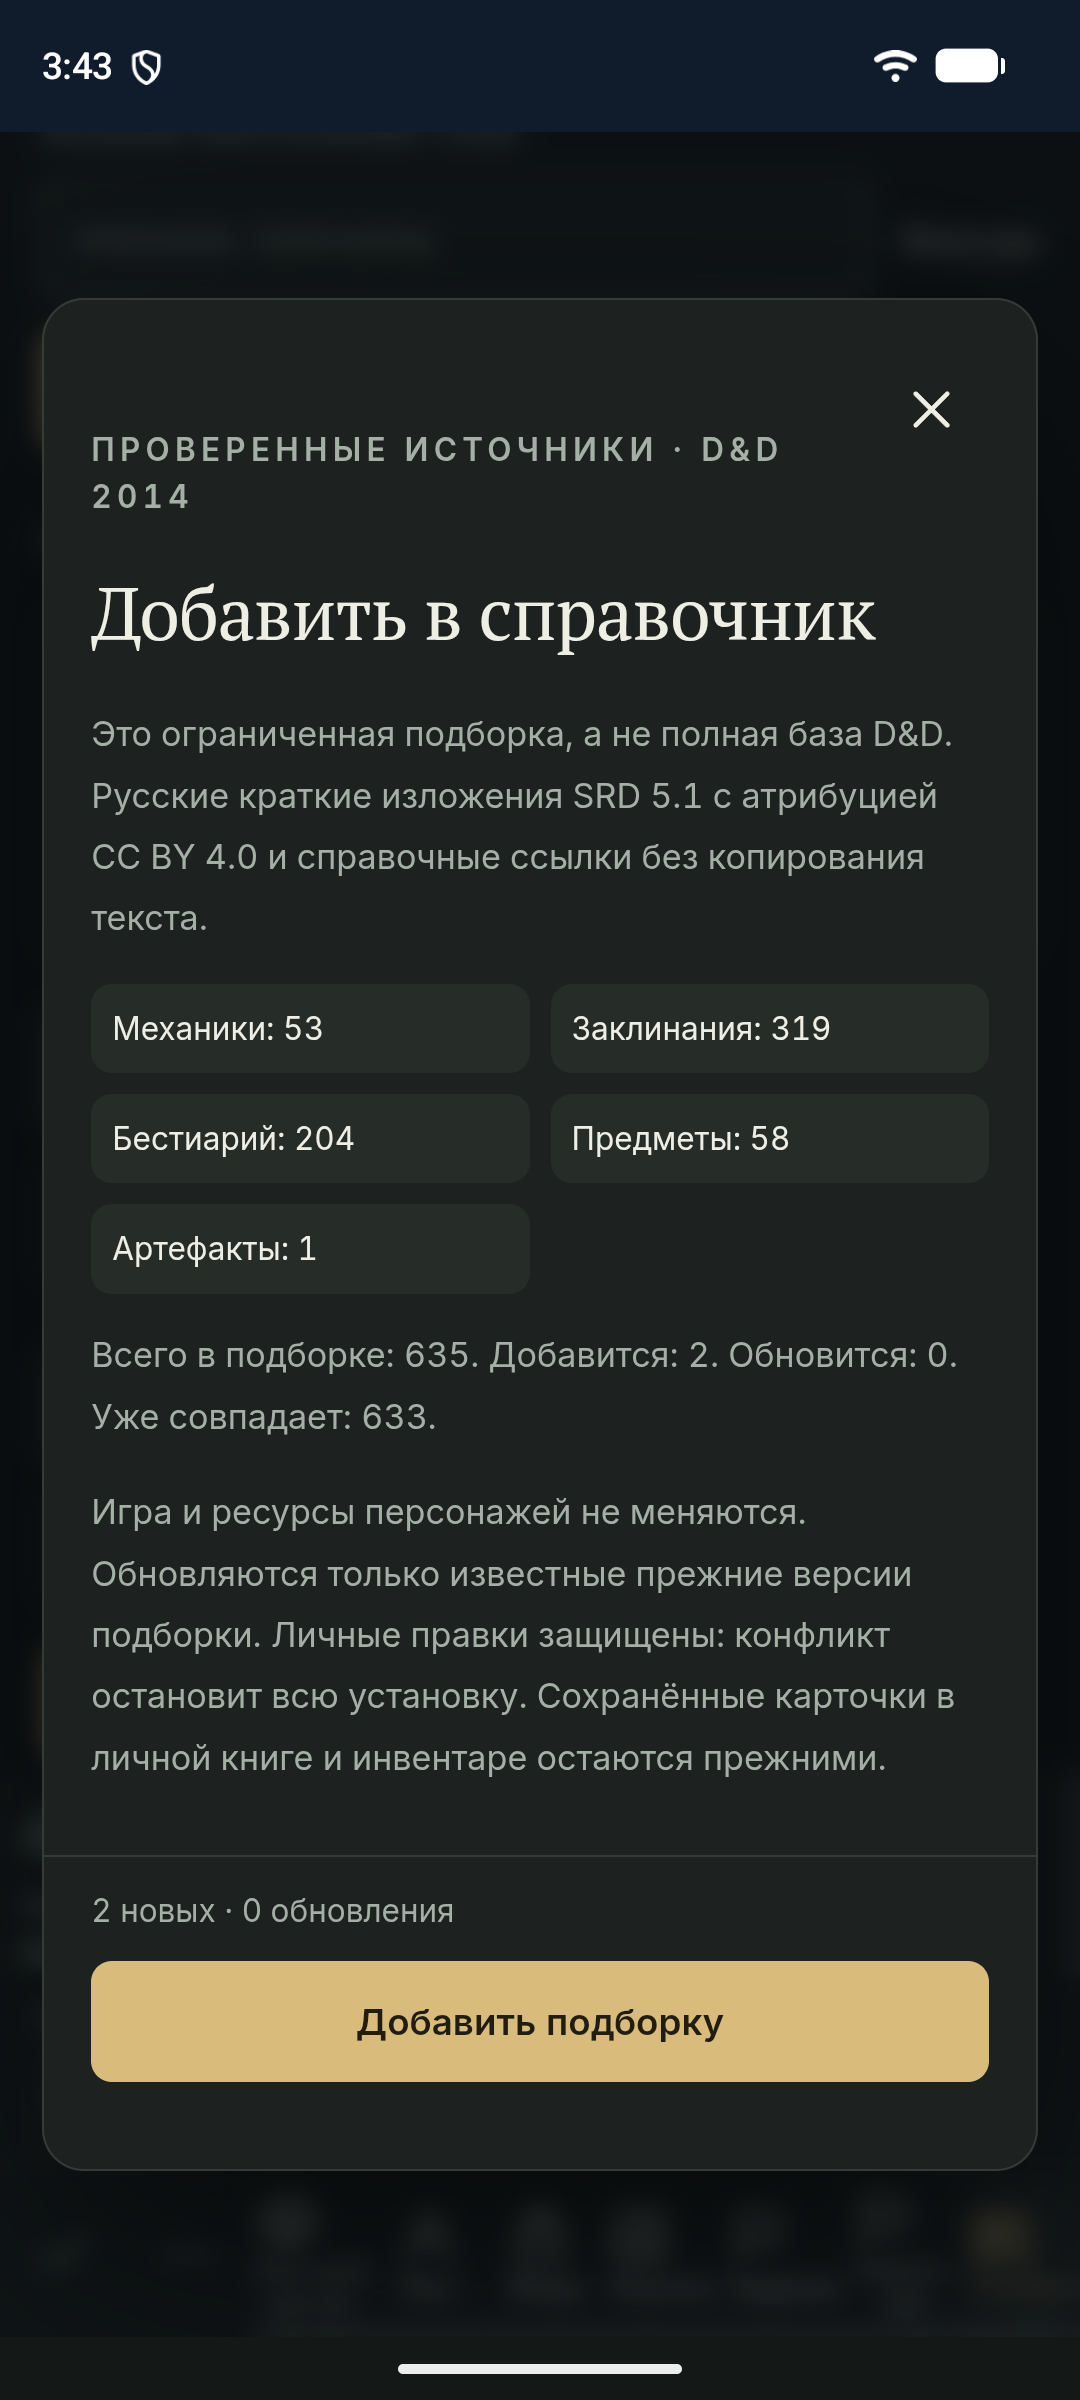 3:43
ПРОВЕРЕННЫЕ ИСТОЧНИКИ · D&D
2014
Добавить в справочник
Это ограниченная подборка, а не полная база D&D.
Русские краткие изложения SRD 5.1 с атрибуцией
CC BY 4.0 и справочные ссылки без копирования
текста.
Механики: 53
Заклинания: 319
Бестиарий: 204
Предметы: 58
Артефакты: 1
Всего в подборке: 635. Добавится: 2. Обновится: 0.
Уже совпадает: 633.
Игра и ресурсы персонажей не меняются.
Обновляются только известные прежние версии
подборки. Личные правки защищены: конфликт
остановит всю установку. Сохранённые карточки в
личной книге и инвентаре остаются прежними.
2 новых · 0 обновления
Добавить подборку